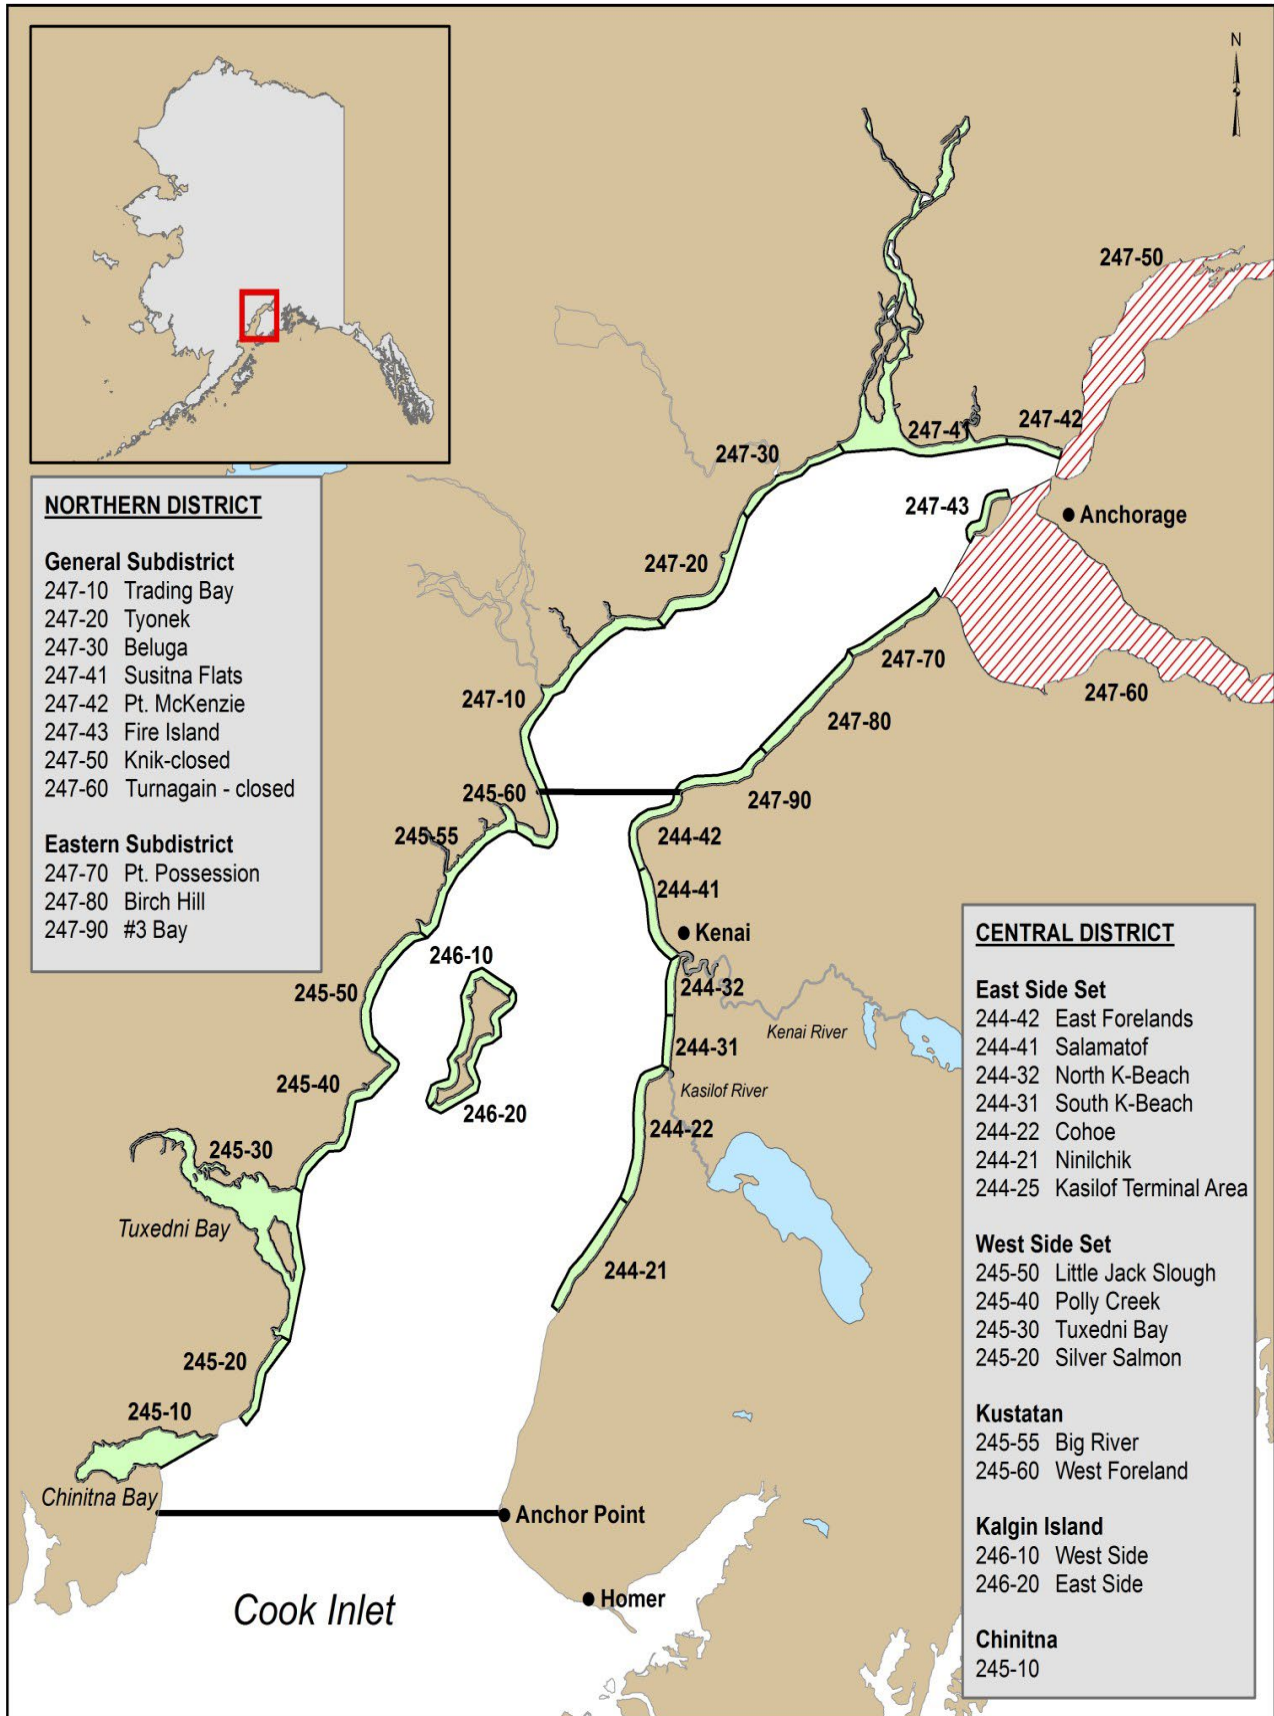 N
247-50
247-42
247-41
247-30
247-43
Anchorage
247-20
247-70
247-10
247-60
247-80
245-60
247-90
245-55
244-42
244-41
Kenai
246-10
245-50
244-32
Kenai River
244-31
245-40
Kasilof River
246-20
244-22
245-30
Tuxedni Bay
244-21
245-20
245-10
Chinitna Bay
Anchor Point
Homer
Cook Inlet
NORTHERN DISTRICT
General Subdistrict
247-10 Trading Bay
247-20 Tyonek
247-30 Beluga
247-41 Susitna Flats
247-42 Pt. McKenzie
247-43 Fire Island
247-50 Knik-closed
247-60 Turnagain - closed
Eastern Subdistrict
247-70 Pt. Possession
247-80 Birch Hill
247-90 #3 Bay
CENTRAL DISTRICT
East Side Set
244-42 East Forelands
244-41 Salamatof
244-32 North K-Beach
244-31 South K-Beach
244-22 Cohoe
244-21 Ninilchik
244-25 Kasilof Terminal Area
West Side Set
245-50 Little Jack Slough
245-40 Polly Creek
245-30 Tuxedni Bay
245-20 Silver Salmon
Kustatan
245-55 Big River
245-60 West Foreland
Kalgin Island
246-10 West Side
246-20 East Side
Chinitna
245-10